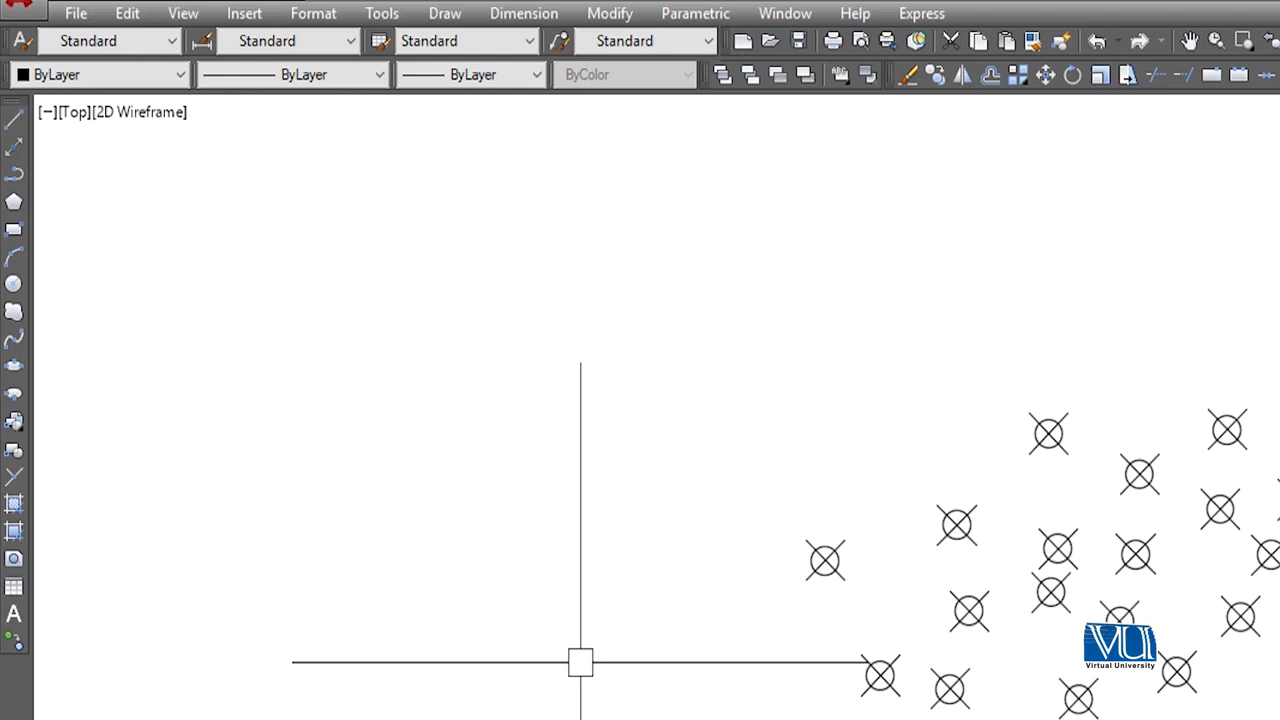 File Edit View Insert Format Tools Draw Dimension Modify Parametric Window Help Express
Standard Standard Standard Standard
ByLayer ByLayer ByLayer ByColor
[−][Top][2D Wireframe]
A
VU
Virtual University